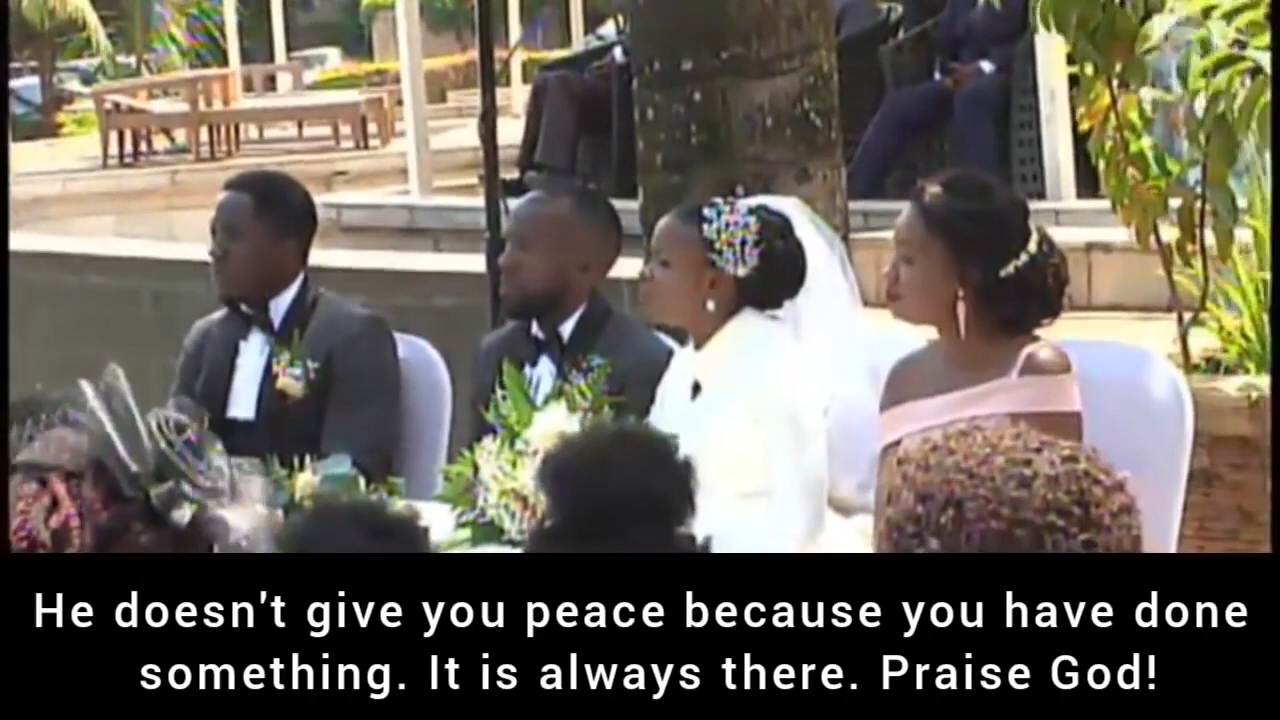 He doesn't give you peace because you have done
something. It is always there. Praise God!